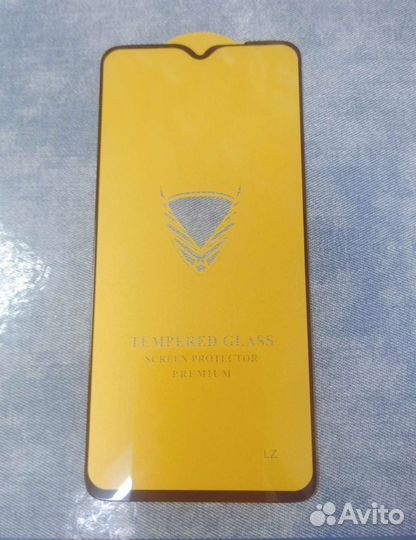 TEMPERED GLASS
SCREEN PROTECTOR
PREMIUM
LZ
Avito